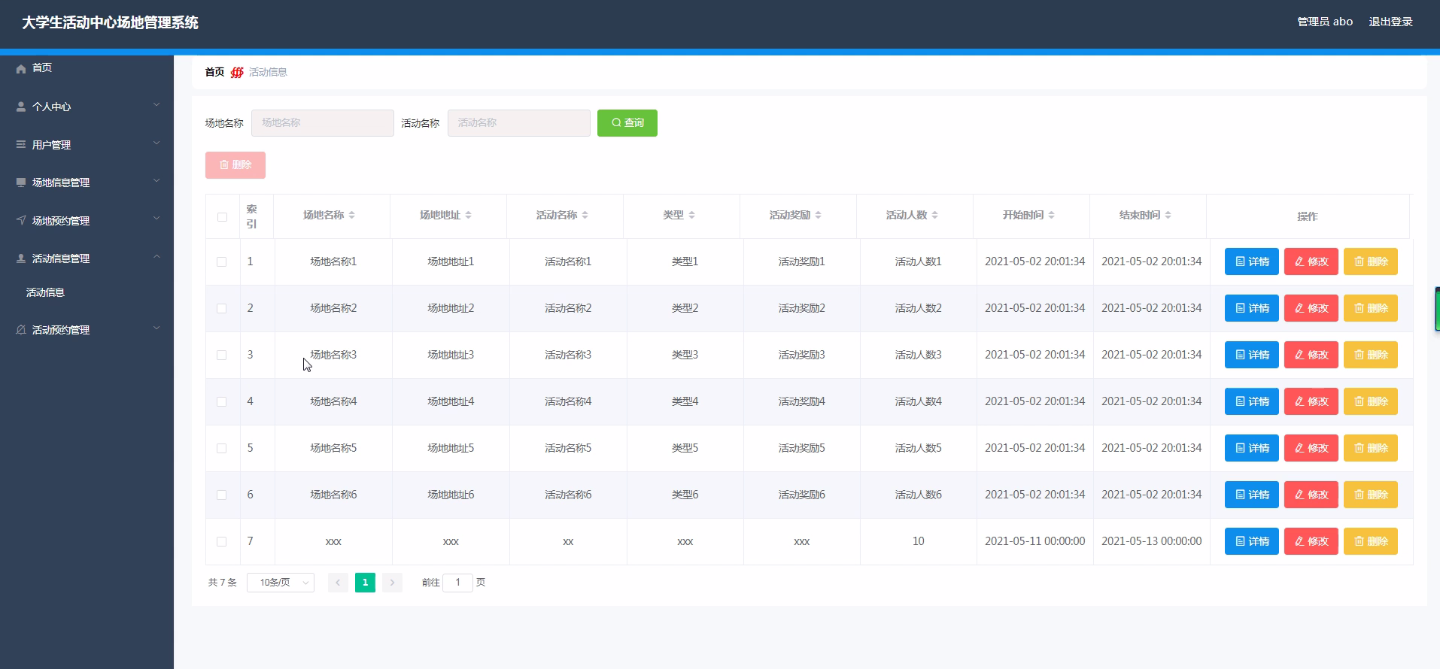 大学生活动中心场地管理系统
管理员 abo 退出登录
首页
个人中心
用户管理
场地信息管理
场地预约管理
活动信息管理
活动信息
活动预约管理
首页 活动信息
场地名称 场地名称 活动名称 活动名称 查询
删除
索引 场地名称 场地地址 活动名称 类型 活动奖励 活动人数 开始时间 结束时间 操作
1 场地名称1 场地地址1 活动名称1 类型1 活动奖励1 活动人数1 2021-05-02 20:01:34 2021-05-02 20:01:34 详情 修改 删除
2 场地名称2 场地地址2 活动名称2 类型2 活动奖励2 活动人数2 2021-05-02 20:01:34 2021-05-02 20:01:34 详情 修改 删除
3 场地名称3 场地地址3 活动名称3 类型3 活动奖励3 活动人数3 2021-05-02 20:01:34 2021-05-02 20:01:34 详情 修改 删除
4 场地名称4 场地地址4 活动名称4 类型4 活动奖励4 活动人数4 2021-05-02 20:01:34 2021-05-02 20:01:34 详情 修改 删除
5 场地名称5 场地地址5 活动名称5 类型5 活动奖励5 活动人数5 2021-05-02 20:01:34 2021-05-02 20:01:34 详情 修改 删除
6 场地名称6 场地地址6 活动名称6 类型6 活动奖励6 活动人数6 2021-05-02 20:01:34 2021-05-02 20:01:34 详情 修改 删除
7 xxx xxx xx xxx xxx 10 2021-05-11 00:00:00 2021-05-13 00:00:00 详情 修改 删除
共 7 条 10条/页 1 前往 1 页